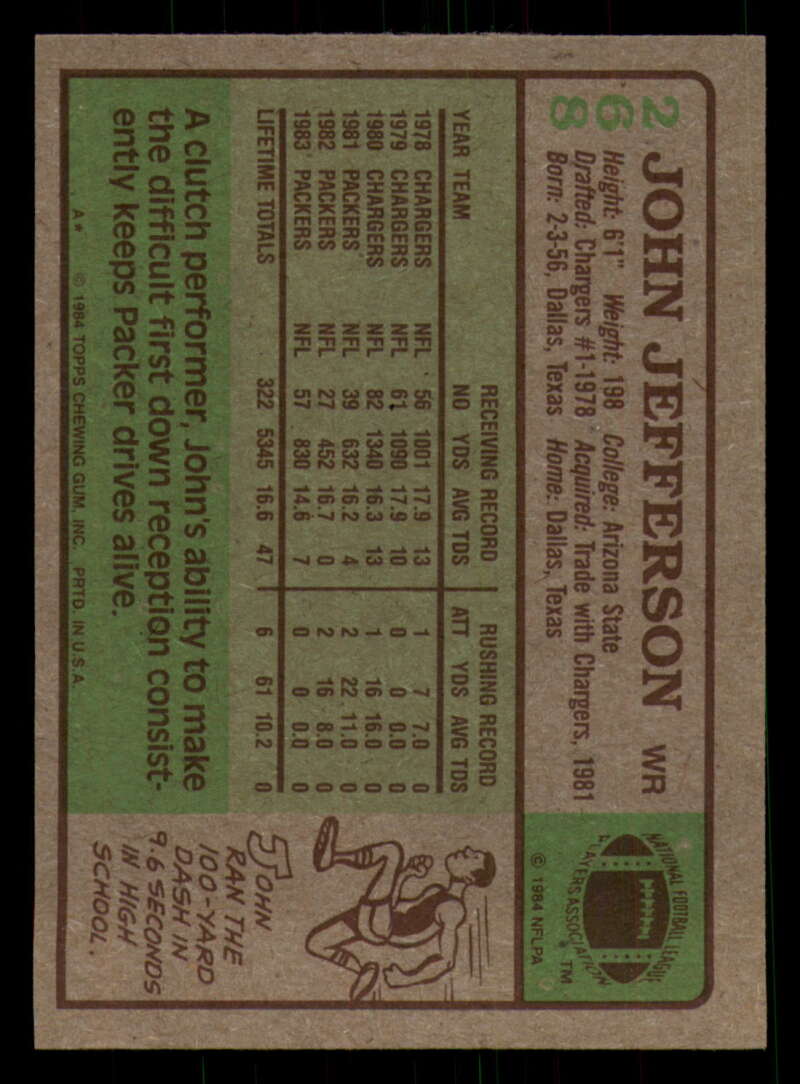 268
JOHN JEFFERSON WR
Height: 6'1" Weight: 198 College: Arizona State
Drafted: Chargers #1-1978 Acquired: Trade with Chargers, 1981
Born: 2-3-56, Dallas, Texas Home: Dallas, Texas
NATIONAL FOOTBALL LEAGUE
PLAYERS ASSOCIATION
TM
© 1984 NFLPA
RECEIVING RECORD RUSHING RECORD
YEAR TEAM NO YDS AVG TDS ATT YDS AVG TDS
1978 CHARGERS NFL 56 1001 17.9 13 1 7 7.0 0
1979 CHARGERS NFL 61 1090 17.9 10 0 0 0.0 0
1980 CHARGERS NFL 82 1340 16.3 13 1 16 16.0 0
1981 PACKERS NFL 39 632 16.2 4 2 22 11.0 0
1982 PACKERS NFL 27 452 16.7 0 2 16 8.0 0
1983 PACKERS NFL 57 830 14.6 7 0 0 0.0 0
LIFETIME TOTALS 322 5345 16.6 47 6 61 10.2 0
A clutch performer, John's ability to make
the difficult first down reception consist-
ently keeps Packer drives alive.
A* © 1984 TOPPS CHEWING GUM, INC. PRTD. IN U.S.A.
JOHN
RAN THE
100-YARD
DASH IN
9.6 SECONDS
IN HIGH
SCHOOL.